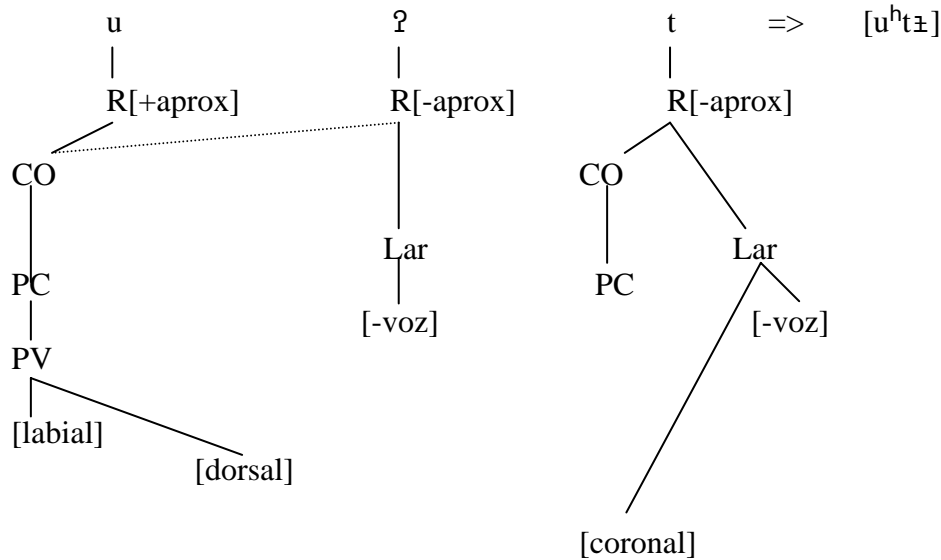 u ʔ t => [uʰtɨ]
R[+aprox] R[-aprox] R[-aprox]
CO CO
Lar Lar
PC PC
[-voz] [-voz]
PV
[labial]
[dorsal]
[coronal]